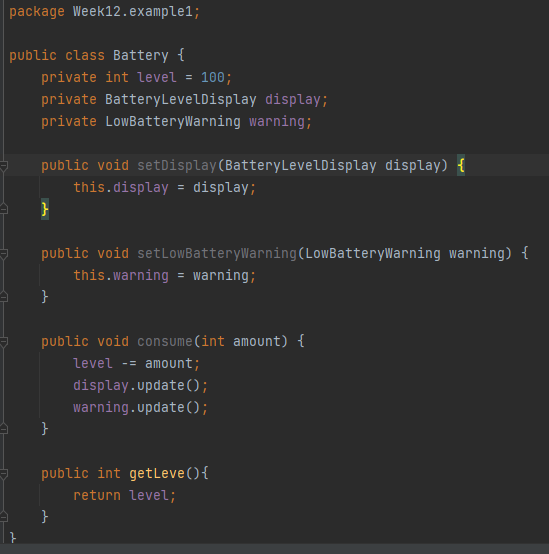 package Week12.example1;
public class Battery {
private int level = 100;
private BatteryLevelDisplay display;
private LowBatteryWarning warning;
public void setDisplay(BatteryLevelDisplay display) {
this.display = display;
}
public void setLowBatteryWarning(LowBatteryWarning warning) {
this.warning = warning;
}
public void consume(int amount) {
level -= amount;
display.update();
warning.update();
}
public int getLeve(){
return level;
}
}